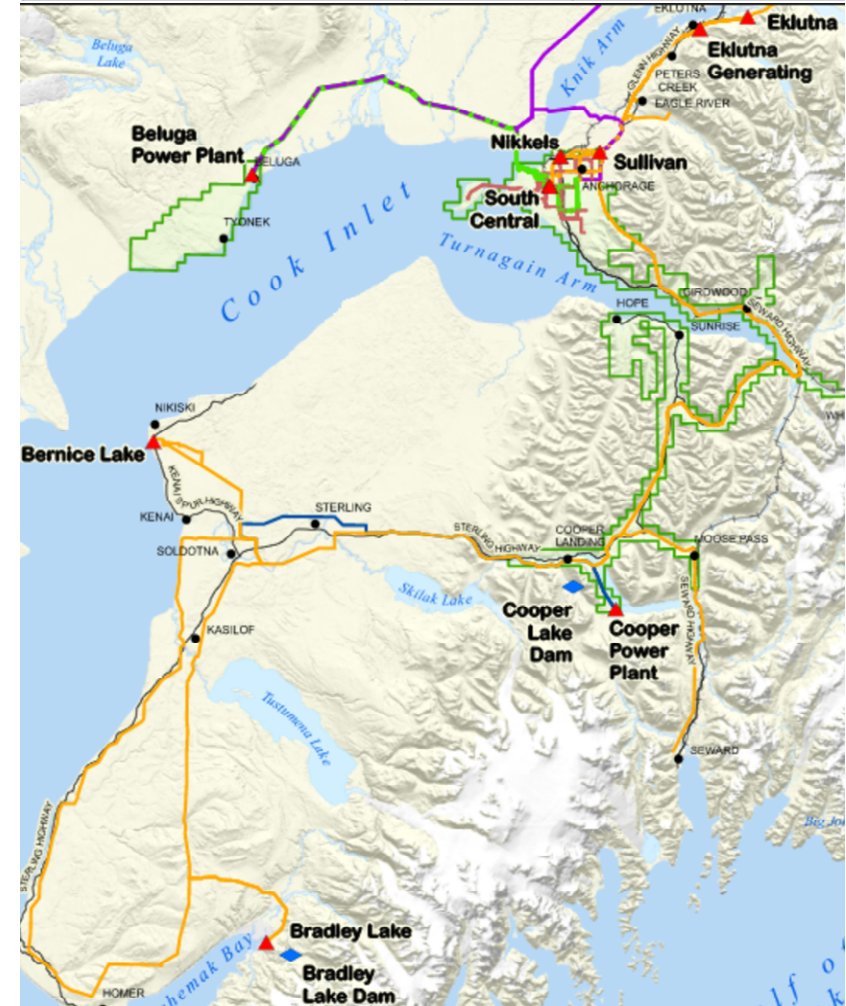 EKLUTNA
Eklutna
Beluga
Lake
Knik Arm
GLENN HIGHWAY
Eklutna
Generating
PETERS
CREEK
EAGLE RIVER
Beluga
Power Plant
BELUGA
Nikkels
Sullivan
ANCHORAGE
South
Central
TYONEK
Cook Inlet
Turnagain Arm
GIRDWOOD
HOPE
SUNRISE
SEWARD HIGHWAY
WH
NIKISKI
Bernice Lake
KENAI SPUR HIGHWAY
KENAI
STERLING
STERLING HIGHWAY
COOPER
LANDING
MOOSE PASS
SOLDOTNA
Skilak Lake
Cooper
Lake
Dam
Cooper
Power
Plant
SEWARD HIGHWAY
KASILOF
Tustumena Lake
SEWARD
STERLING HIGHWAY
Bradley Lake
Bradley
Lake Dam
HOMER
hemak Bay